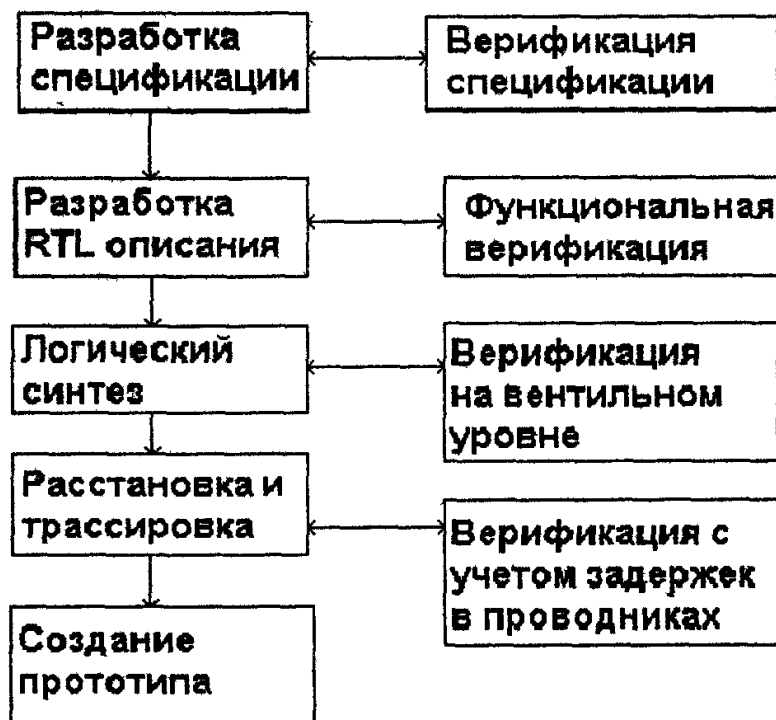 Разработка
спецификации
Верификация
спецификации
Разработка
RTL описания
Функциональная
верификация
Логический
синтез
Верификация
на вентильном
уровне
Расстановка и
трассировка
Верификация с
учетом задержек
в проводниках
Создание
прототипа